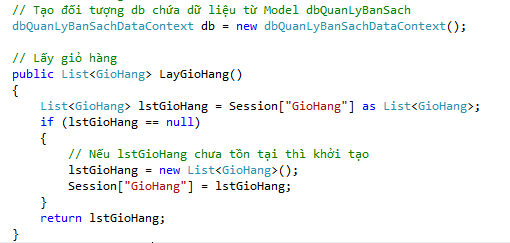 // Tạo đối tượng db chứa dữ liệu từ Model dbQuanLyBanSach
dbQuanLyBanSachDataContext db = new dbQuanLyBanSachDataContext();
// Lấy giỏ hàng
public List<GioHang> LayGioHang()
{
List<GioHang> lstGioHang = Session["GioHang"] as List<GioHang>;
if (lstGioHang == null)
{
// Nếu lstGioHang chưa tồn tại thì khởi tạo
lstGioHang = new List<GioHang>();
Session["GioHang"] = lstGioHang;
}
return lstGioHang;
}